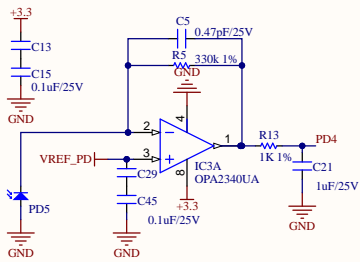 +3.3
C5
0.47pF/25V
C13
R5
330k 1%
C15
0.1uF/25V
GND
GND
4
2
1
R13
PD4
VREF_PD
3
1K 1%
C29
IC3A
C21
8
OPA2340UA
1uF/25V
PD5
C45
0.1uF/25V
+3.3
GND
GND
GND